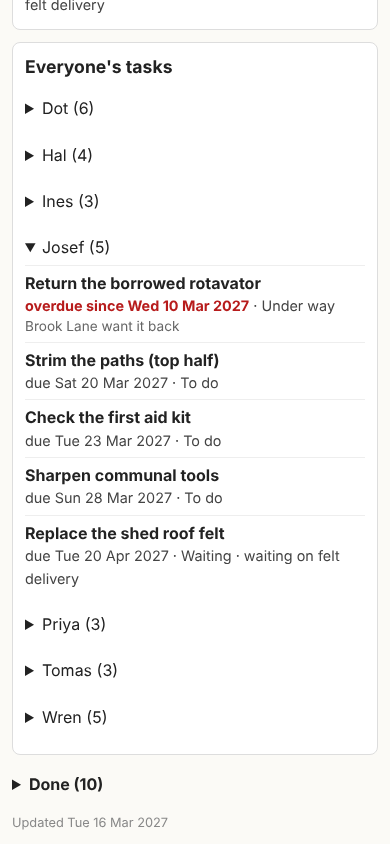 felt delivery
Everyone's tasks
Dot (6)
Hal (4)
Ines (3)
Josef (5)
Return the borrowed rotavator
overdue since Wed 10 Mar 2027 · Under way
Brook Lane want it back
Strim the paths (top half)
due Sat 20 Mar 2027 · To do
Check the first aid kit
due Tue 23 Mar 2027 · To do
Sharpen communal tools
due Sun 28 Mar 2027 · To do
Replace the shed roof felt
due Tue 20 Apr 2027 · Waiting · waiting on felt
delivery
Priya (3)
Tomas (3)
Wren (5)
Done (10)
Updated Tue 16 Mar 2027